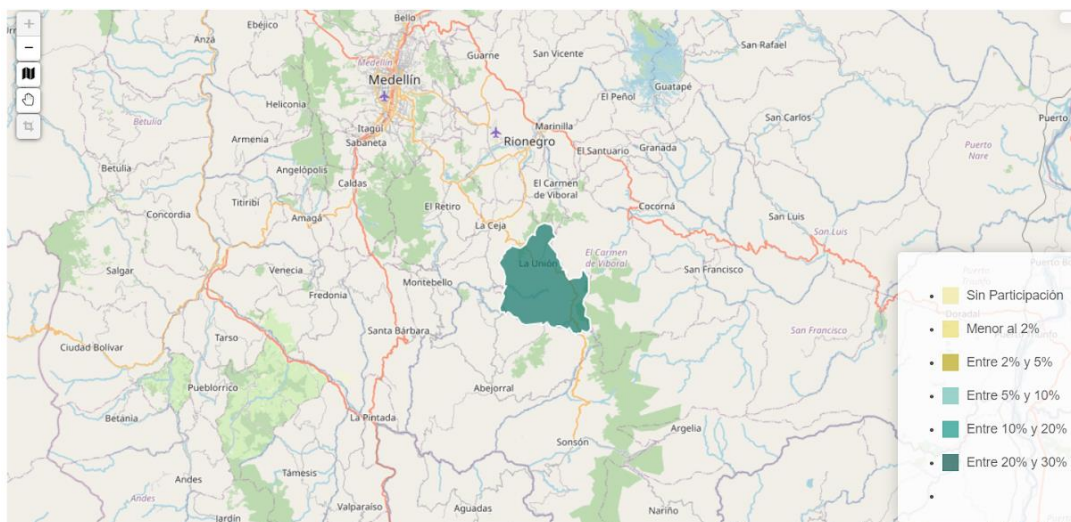 Bello
Ebéjico
Anzá
Guarne
San Vicente
San Rafael
Medellín
Medellín
Guatapé
El Peñol
Heliconia
San Carlos
Puerto
Betulia
Armenia
Itagüí
Sabaneta
Marinilla
Rionegro
Puerto
Nare
El Santuario
Granada
Betulia
Angelópolis
Caldas
El Carmen
de Viboral
Titiribí
El Retiro
Concordia
Amagá
Cocorná
La Ceja
San Luis
San Luis
Salgar
Venecia
La Unión
El Carmen
de Viboral
San Francisco
Montebello
Fredonia
Sin Participación
Doradal
Santa Bárbara
San Francisco
Menor al 2%
Tarso
Ciudad Bolívar
Entre 2% y 5%
Pueblorrico
Abejorral
Entre 5% y 10%
Betania
La Pintada
Argelia
Entre 10% y 20%
Sonsón
Entre 20% y 30%
Támesis
Andes
Andes
Valparaíso
Aguadas
Nariño
Jardín